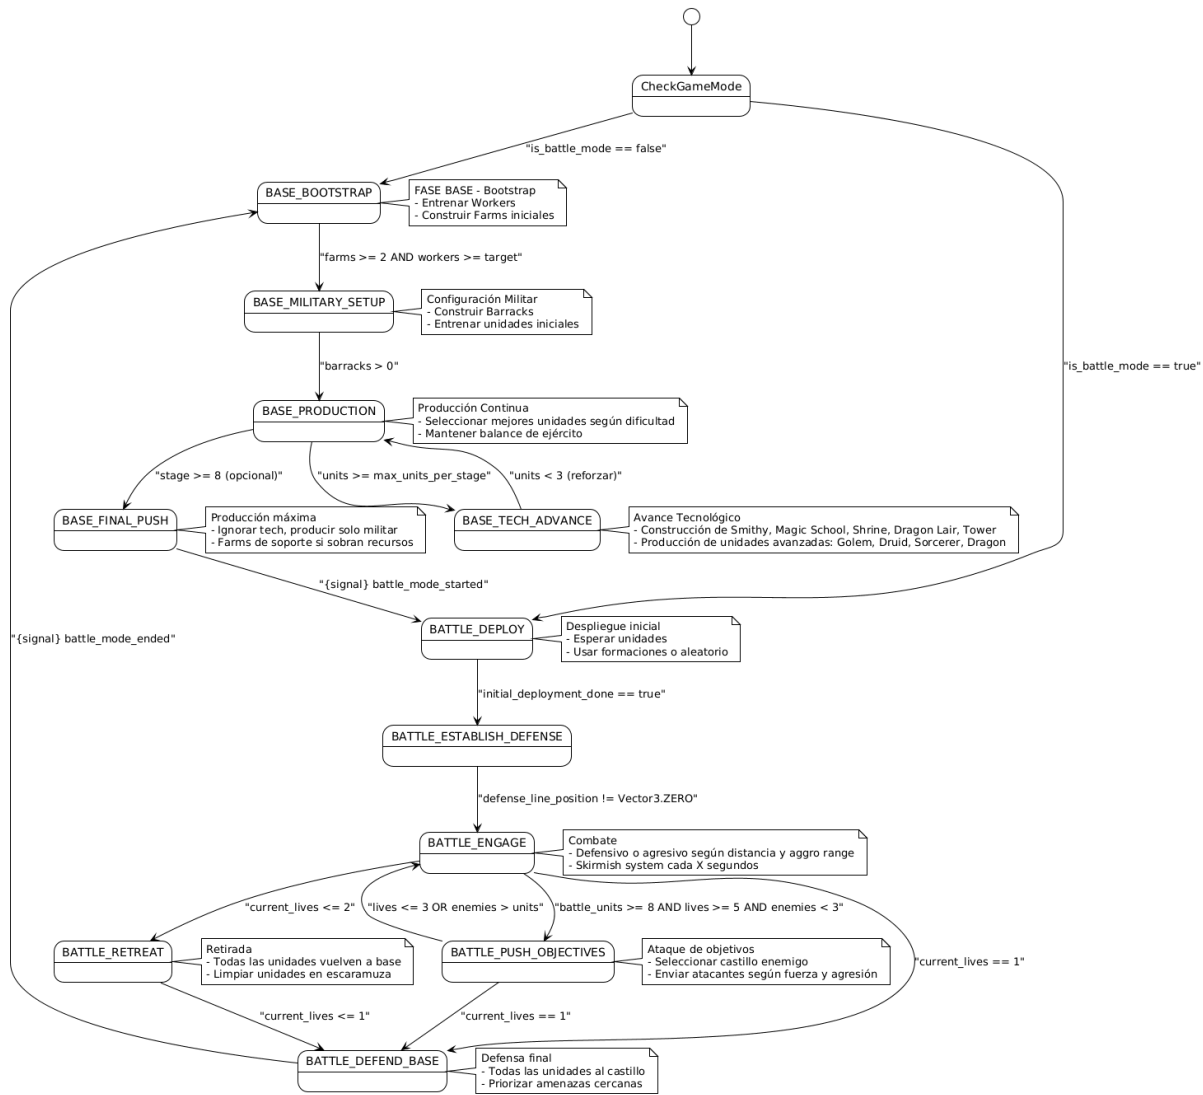 CheckGameMode
"is_battle_mode == false"
BASE_BOOTSTRAP
FASE BASE - Bootstrap
- Entrenar Workers
- Construir Farms iniciales
"farms >= 2 AND workers >= target"
BASE_MILITARY_SETUP
Configuración Militar
- Construir Barracks
- Entrenar unidades iniciales
"barracks > 0"
"is_battle_mode == true"
BASE_PRODUCTION
Producción Continua
- Seleccionar mejores unidades según dificultad
- Mantener balance de ejército
"stage >= 8 (opcional)"
"units >= max_units_per_stage"
"units < 3 (reforzar)"
BASE_FINAL_PUSH
Producción máxima
- Ignorar tech, producir solo militar
- Farms de soporte si sobran recursos
BASE_TECH_ADVANCE
Avance Tecnológico
- Construcción de Smithy, Magic School, Shrine, Dragon Lair, Tower
- Producción de unidades avanzadas: Golem, Druid, Sorcerer, Dragon
"{signal} battle_mode_started"
"{signal} battle_mode_ended"
BATTLE_DEPLOY
Despliegue inicial
- Esperar unidades
- Usar formaciones o aleatorio
"initial_deployment_done == true"
BATTLE_ESTABLISH_DEFENSE
"defense_line_position != Vector3.ZERO"
BATTLE_ENGAGE
Combate
- Defensivo o agresivo según distancia y aggro range
- Skirmish system cada X segundos
"current_lives <= 2"
"lives <= 3 OR enemies > units"
"battle_units >= 8 AND lives >= 5 AND enemies < 3"
BATTLE_RETREAT
Retirada
- Todas las unidades vuelven a base
- Limpiar unidades en escaramuza
BATTLE_PUSH_OBJECTIVES
Ataque de objetivos
- Seleccionar castillo enemigo
- Enviar atacantes según fuerza y agresión
"current_lives == 1"
"current_lives <= 1"
"current_lives == 1"
BATTLE_DEFEND_BASE
Defensa final
- Todas las unidades al castillo
- Priorizar amenazas cercanas